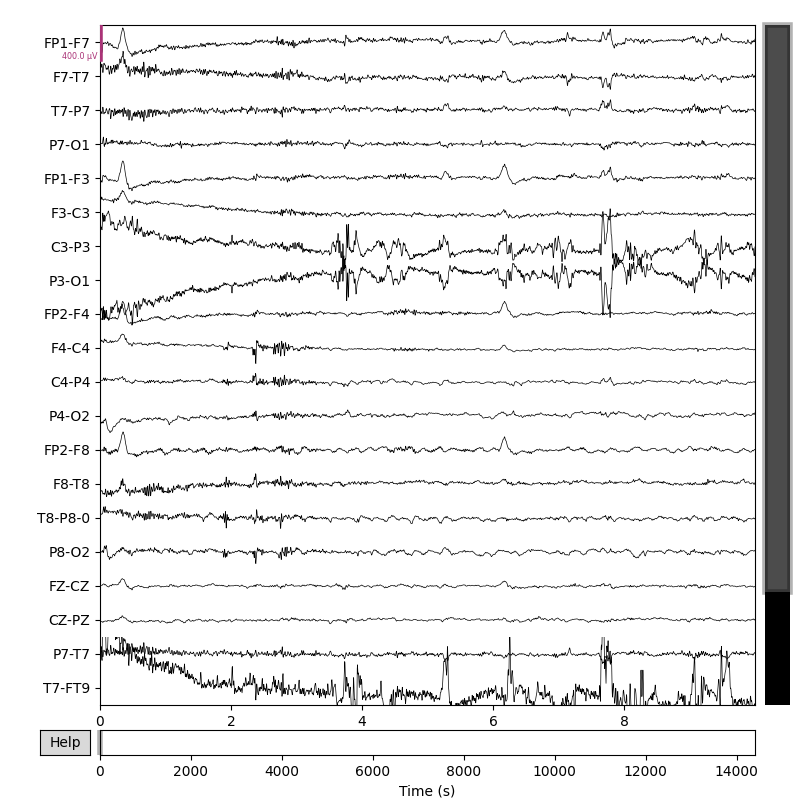 FP1-F7
400.0 µV
F7-T7
T7-P7
P7-O1
FP1-F3
F3-C3
C3-P3
P3-O1
FP2-F4
F4-C4
C4-P4
P4-O2
FP2-F8
F8-T8
T8-P8-0
P8-O2
FZ-CZ
CZ-PZ
P7-T7
T7-FT9
0 2 4 6 8
Help
0 2000 4000 6000 8000 10000 12000 14000
Time (s)